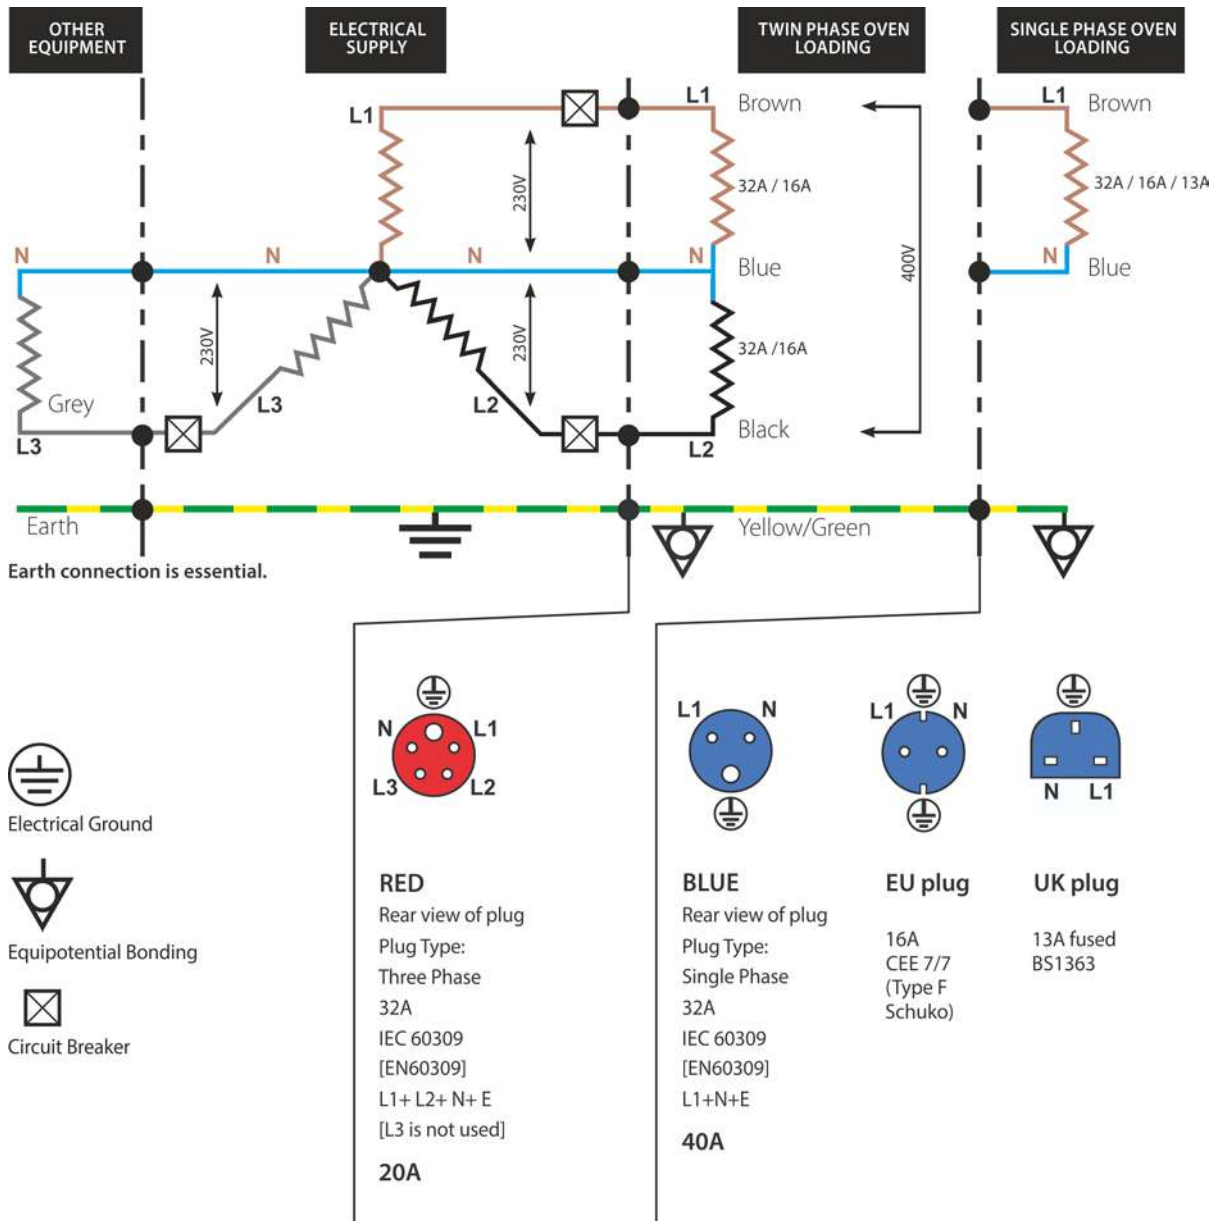 OTHER
EQUIPMENT
ELECTRICAL
SUPPLY
TWIN PHASE OVEN
LOADING
SINGLE PHASE OVEN
LOADING
L1
L1
Brown
L1
Brown
230V
32A / 16A
32A / 16A / 13A
N
N
N
N
Blue
400V
N
Blue
230V
230V
32A /16A
Grey
L3
L3
L2
L2
Black
Earth
Yellow/Green
Earth connection is essential.
N
L1
L3
L2
L1
N
L1
N
N
L1
Electrical Ground
Equipotential Bonding
Circuit Breaker
RED
Rear view of plug
Plug Type:
Three Phase
32A
IEC 60309
[EN60309]
L1+ L2+ N+ E
[L3 is not used]
20A
BLUE
Rear view of plug
Plug Type:
Single Phase
32A
IEC 60309
[EN60309]
L1+N+E
40A
EU plug
16A
CEE 7/7
(Type F
Schuko)
UK plug
13A fused
BS1363